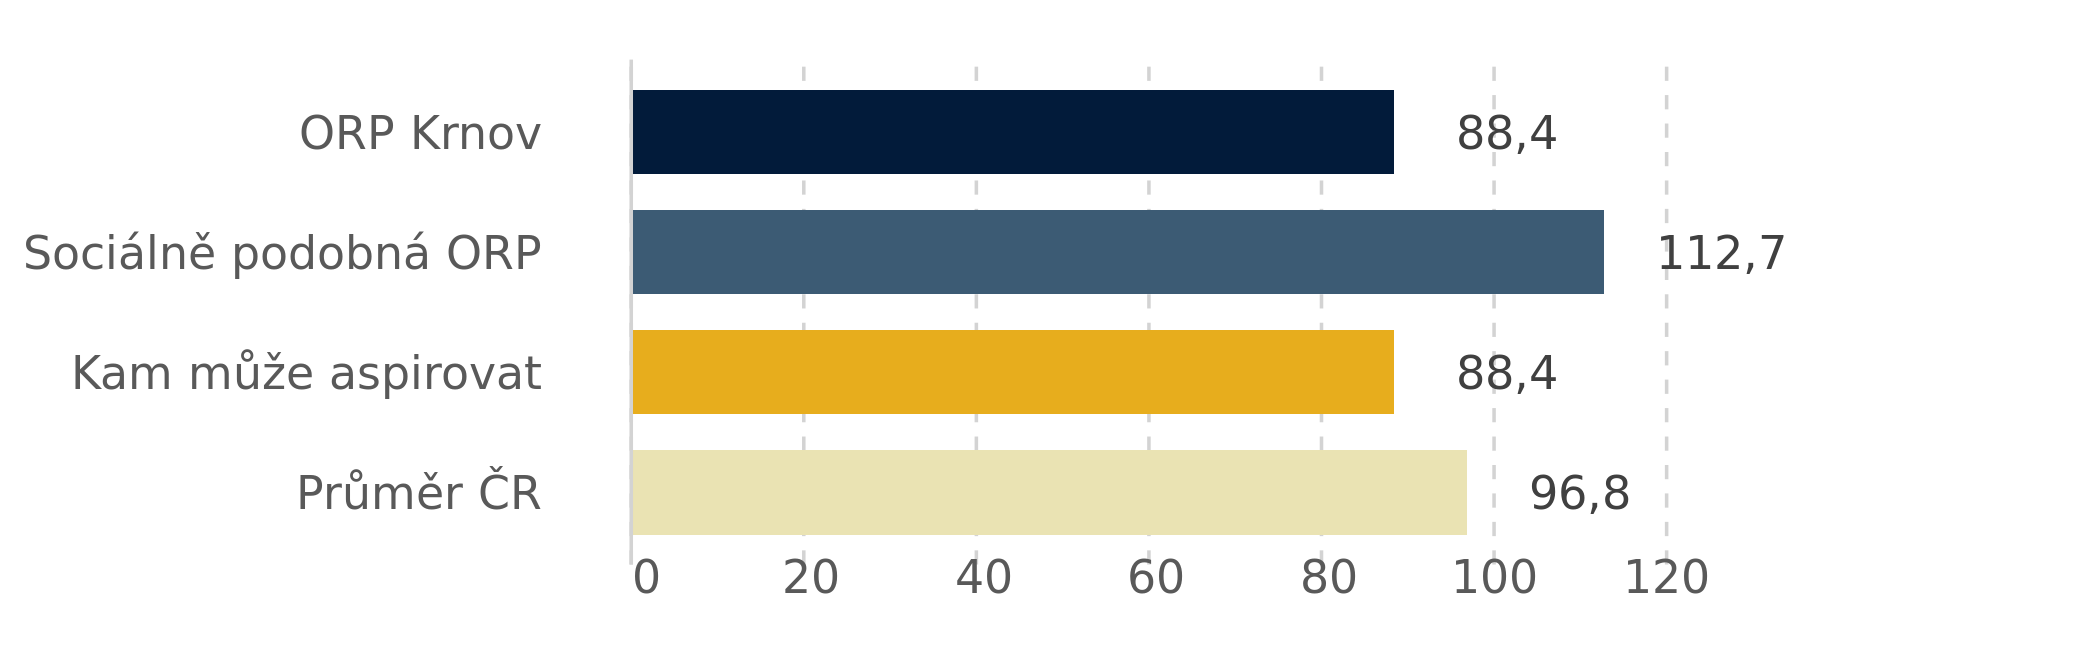 ORP Krnov 88,4
Sociálně podobná ORP 112,7
Kam může aspirovat 88,4
Průměr ČR 96,8
0 20 40 60 80 100 120